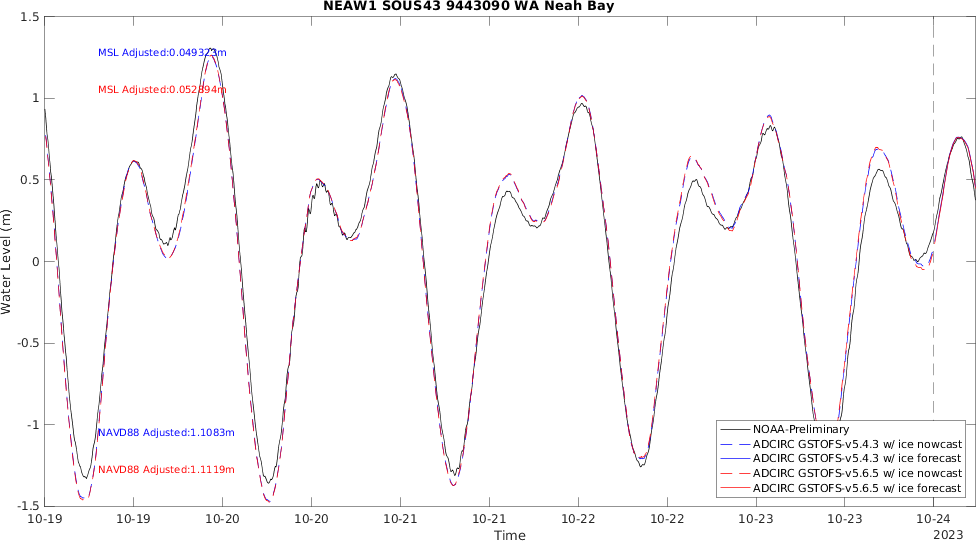 NEAW1 SOUS43 9443090 WA Neah Bay
1.5
1
0.5
0
-0.5
-1
-1.5
Water Level (m)
MSL Adjusted:0.049323m
MSL Adjusted:0.052894m
NAVD88 Adjusted:1.1083m
NAVD88 Adjusted:1.1119m
NOAA-Preliminary
ADCIRC GSTOFS-v5.4.3 w/ ice nowcast
ADCIRC GSTOFS-v5.4.3 w/ ice forecast
ADCIRC GSTOFS-v5.6.5 w/ ice nowcast
ADCIRC GSTOFS-v5.6.5 w/ ice forecast
10-19 10-19 10-20 10-20 10-21 10-21 10-22 10-22 10-23 10-23 10-24
2023
Time